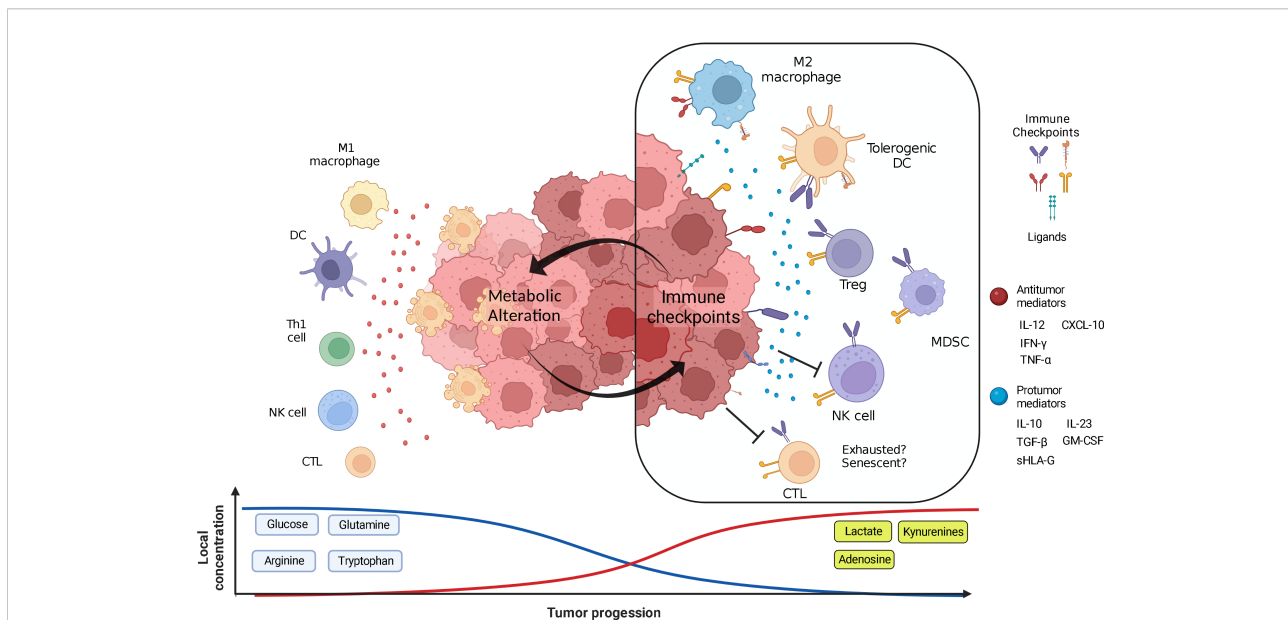 M1
macrophage
DC
Th1
cell
NK cell
CTL
Metabolic
Alteration
Immune
checkpoints
M2
macrophage
Tolerogenic
DC
Treg
MDSC
NK cell
Exhausted?
Senescent?
CTL
Immune
Checkpoints
Ligands
Antitumor
mediators
IL-12 CXCL-10
IFN-γ
TNF-α
Protumor
mediators
IL-10 IL-23
TGF-β GM-CSF
sHLA-G
Local
concentration
Glucose Glutamine
Arginine Tryptophan
Lactate Kynurenines
Adenosine
Tumor progession